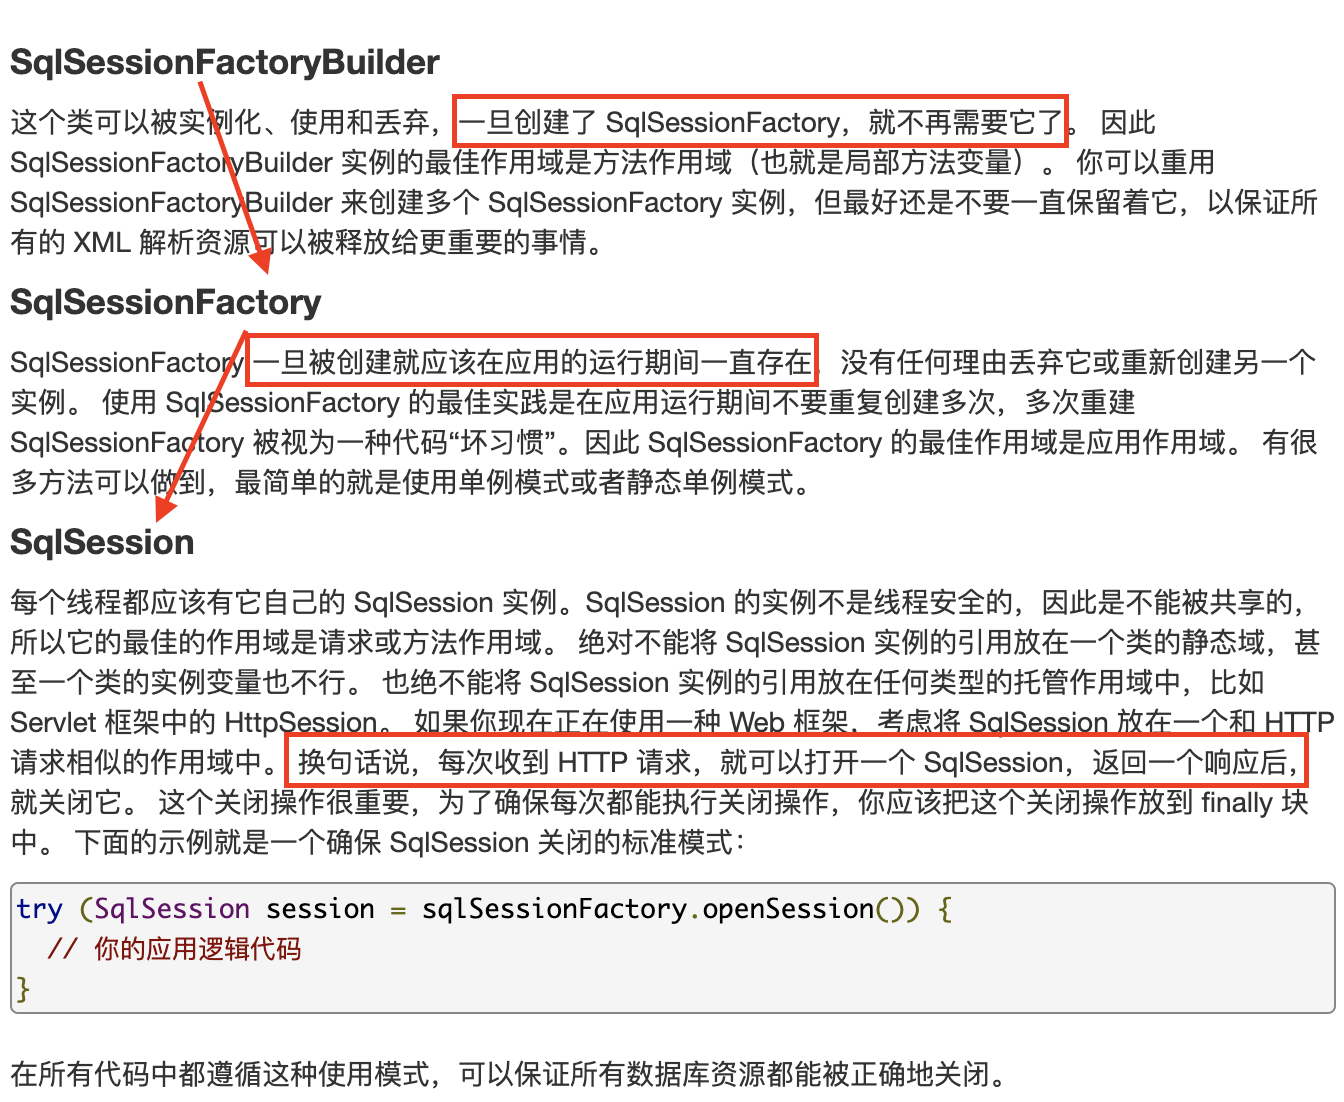 SqlSessionFactoryBuilder
这个类可以被实例化、使用和丢弃，一旦创建了 SqlSessionFactory，就不再需要它了。 因此
SqlSessionFactoryBuilder 实例的最佳作用域是方法作用域（也就是局部方法变量）。 你可以重用
SqlSessionFactoryBuilder 来创建多个 SqlSessionFactory 实例，但最好还是不要一直保留着它，以保证所
有的 XML 解析资源可以被释放给更重要的事情。
SqlSessionFactory
SqlSessionFactory 一旦被创建就应该在应用的运行期间一直存在，没有任何理由丢弃它或重新创建另一个
实例。 使用 SqlSessionFactory 的最佳实践是在应用运行期间不要重复创建多次，多次重建
SqlSessionFactory 被视为一种代码“坏习惯”。因此 SqlSessionFactory 的最佳作用域是应用作用域。 有很
多方法可以做到，最简单的就是使用单例模式或者静态单例模式。
SqlSession
每个线程都应该有它自己的 SqlSession 实例。SqlSession 的实例不是线程安全的，因此是不能被共享的，
所以它的最佳的作用域是请求或方法作用域。 绝对不能将 SqlSession 实例的引用放在一个类的静态域，甚
至一个类的实例变量也不行。 也绝不能将 SqlSession 实例的引用放在任何类型的托管作用域中，比如
Servlet 框架中的 HttpSession。 如果你现在正在使用一种 Web 框架，考虑将 SqlSession 放在一个和 HTTP
请求相似的作用域中。 换句话说，每次收到 HTTP 请求，就可以打开一个 SqlSession，返回一个响应后，
就关闭它。 这个关闭操作很重要，为了确保每次都能执行关闭操作，你应该把这个关闭操作放到 finally 块
中。 下面的示例就是一个确保 SqlSession 关闭的标准模式：
try (SqlSession session = sqlSessionFactory.openSession()) {
  // 你的应用逻辑代码
}
在所有代码中都遵循这种使用模式，可以保证所有数据库资源都能被正确地关闭。